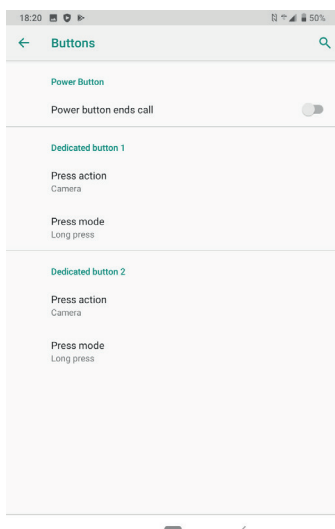 18:20
50%
Buttons
Power Button
Power button ends call
Dedicated button 1
Press action
Camera
Press mode
Long press
Dedicated button 2
Press action
Camera
Press mode
Long press